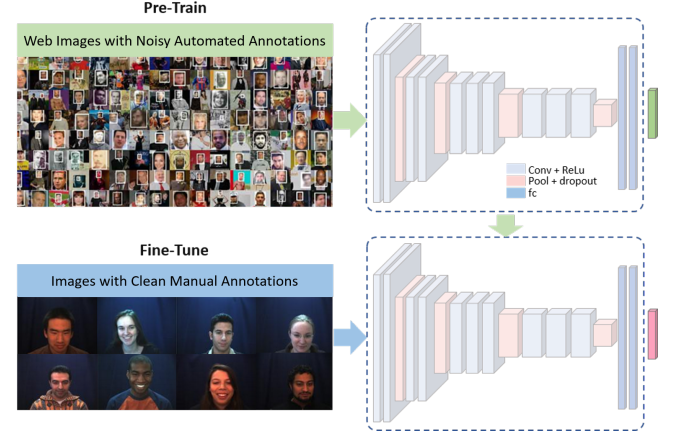 Pre-Train
Web Images with Noisy Automated Annotations
Conv + ReLu
Pool + dropout
fc
Fine-Tune
Images with Clean Manual Annotations